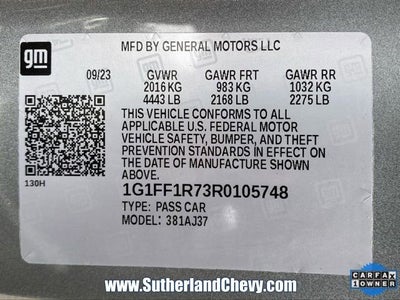 gm
MFD BY GENERAL MOTORS LLC
09/23 GVWR GAWR FRT GAWR RR
2016 KG 983 KG 1032 KG
4443 LB 2168 LB 2275 LB
THIS VEHICLE CONFORMS TO ALL
APPLICABLE U.S. FEDERAL MOTOR
VEHICLE SAFETY, BUMPER, AND THEFT
PREVENTION STANDARDS IN EFFECT ON
THE DATE OF MANUFACTURE SHOWN
ABOVE.
130H
1G1FF1R73R0105748
TYPE: PASS CAR
MODEL: 381AJ37
www.SutherlandChevy.com
CARFAX
1 OWNER